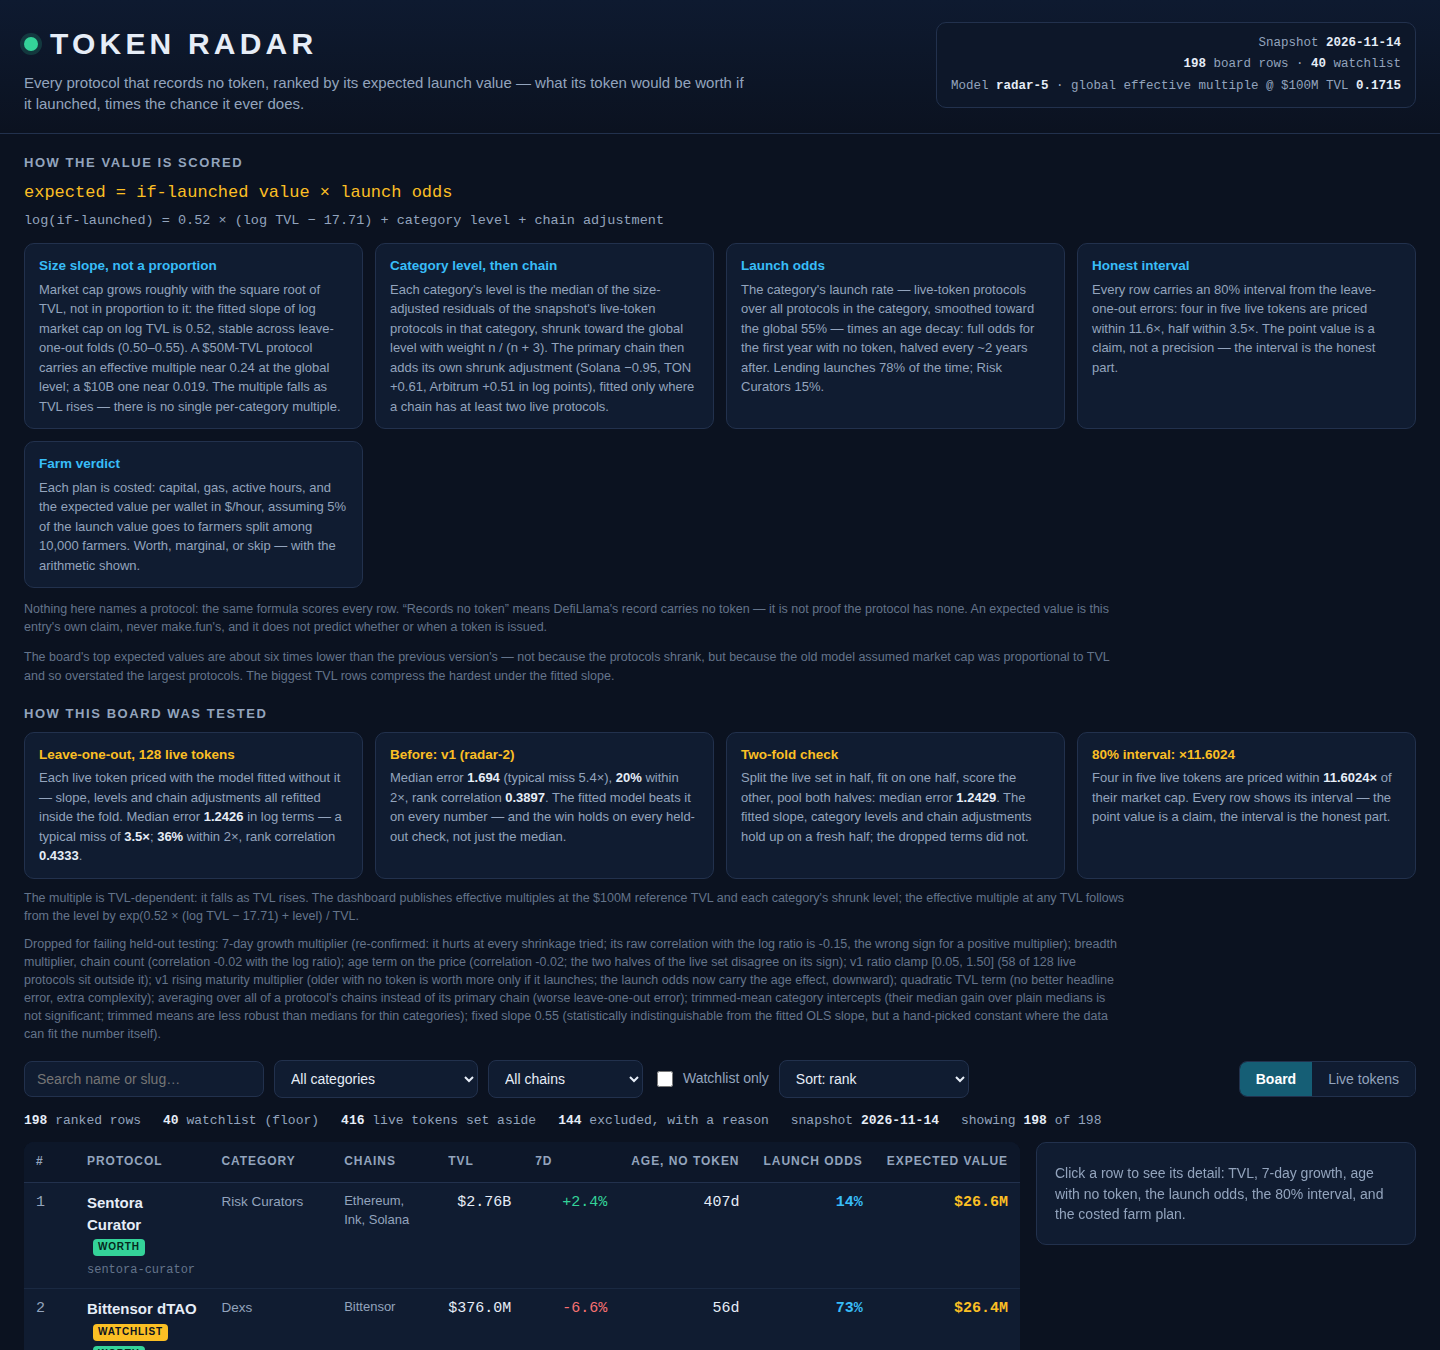 TOKEN RADAR
Every protocol that records no token, ranked by its expected launch value — what its token would be worth if
it launched, times the chance it ever does.
Snapshot 2026-11-14
198 board rows · 40 watchlist
Model radar-5 · global effective multiple @ $100M TVL 0.1715
HOW THE VALUE IS SCORED
expected = if-launched value × launch odds
log(if-launched) = 0.52 × (log TVL − 17.71) + category level + chain adjustment
Size slope, not a proportion
Market cap grows roughly with the square root of
TVL, not in proportion to it: the fitted slope of log
market cap on log TVL is 0.52, stable across leave-
one-out folds (0.50–0.55). A $50M-TVL protocol
carries an effective multiple near 0.24 at the global
level; a $10B one near 0.019. The multiple falls as
TVL rises — there is no single per-category multiple.
Category level, then chain
Each category's level is the median of the size-
adjusted residuals of the snapshot's live-token
protocols in that category, shrunk toward the global
level with weight n / (n + 3). The primary chain then
adds its own shrunk adjustment (Solana −0.95, TON
+0.61, Arbitrum +0.51 in log points), fitted only where
a chain has at least two live protocols.
Launch odds
The category's launch rate — live-token protocols
over all protocols in the category, smoothed toward
the global 55% — times an age decay: full odds for
the first year with no token, halved every ~2 years
after. Lending launches 78% of the time; Risk
Curators 15%.
Honest interval
Every row carries an 80% interval from the leave-
one-out errors: four in five live tokens are priced
within 11.6×, half within 3.5×. The point value is a
claim, not a precision — the interval is the honest
part.
Farm verdict
Each plan is costed: capital, gas, active hours, and
the expected value per wallet in $/hour, assuming 5%
of the launch value goes to farmers split among
10,000 farmers. Worth, marginal, or skip — with the
arithmetic shown.
Nothing here names a protocol: the same formula scores every row. “Records no token” means DefiLlama's record carries no token — it is not proof the protocol has none. An expected value is this
entry's own claim, never make.fun's, and it does not predict whether or when a token is issued.
The board's top expected values are about six times lower than the previous version's — not because the protocols shrank, but because the old model assumed market cap was proportional to TVL
and so overstated the largest protocols. The biggest TVL rows compress the hardest under the fitted slope.
HOW THIS BOARD WAS TESTED
Leave-one-out, 128 live tokens
Each live token priced with the model fitted without it
— slope, levels and chain adjustments all refitted
inside the fold. Median error 1.2426 in log terms — a
typical miss of 3.5×; 36% within 2×, rank correlation
0.4333.
Before: v1 (radar-2)
Median error 1.694 (typical miss 5.4×), 20% within
2×, rank correlation 0.3897. The fitted model beats it
on every number — and the win holds on every held-
out check, not just the median.
Two-fold check
Split the live set in half, fit on one half, score the
other, pool both halves: median error 1.2429. The
fitted slope, category levels and chain adjustments
hold up on a fresh half; the dropped terms did not.
80% interval: ×11.6024
Four in five live tokens are priced within 11.6024× of
their market cap. Every row shows its interval — the
point value is a claim, the interval is the honest part.
The multiple is TVL-dependent: it falls as TVL rises. The dashboard publishes effective multiples at the $100M reference TVL and each category's shrunk level; the effective multiple at any TVL follows
from the level by exp(0.52 × (log TVL − 17.71) + level) / TVL.
Dropped for failing held-out testing: 7-day growth multiplier (re-confirmed: it hurts at every shrinkage tried; its raw correlation with the log ratio is -0.15, the wrong sign for a positive multiplier); breadth
multiplier, chain count (correlation -0.02 with the log ratio); age term on the price (correlation -0.02; the two halves of the live set disagree on its sign); v1 ratio clamp [0.05, 1.50] (58 of 128 live
protocols sit outside it); v1 rising maturity multiplier (older with no token is worth more only if it launches; the launch odds now carry the age effect, downward); quadratic TVL term (no better headline
error, extra complexity); averaging over all of a protocol's chains instead of its primary chain (worse leave-one-out error); trimmed-mean category intercepts (their median gain over plain medians is
not significant; trimmed means are less robust than medians for thin categories); fixed slope 0.55 (statistically indistinguishable from the fitted OLS slope, but a hand-picked constant where the data
can fit the number itself).
Search name or slug…
All categories
All chains
Watchlist only
Sort: rank
Board
Live tokens
198 ranked rows 40 watchlist (floor) 416 live tokens set aside 144 excluded, with a reason snapshot 2026-11-14 showing 198 of 198
# PROTOCOL CATEGORY CHAINS TVL 7D AGE, NO TOKEN LAUNCH ODDS EXPECTED VALUE
1 Sentora Curator WORTH sentora-curator Risk Curators Ethereum, Ink, Solana $2.76B +2.4% 407d 14% $26.6M
2 Bittensor dTAO WATCHLIST WORTH Dexs Bittensor $376.0M -6.6% 56d 73% $26.4M
Click a row to see its detail: TVL, 7-day growth, age
with no token, the launch odds, the 80% interval, and
the costed farm plan.